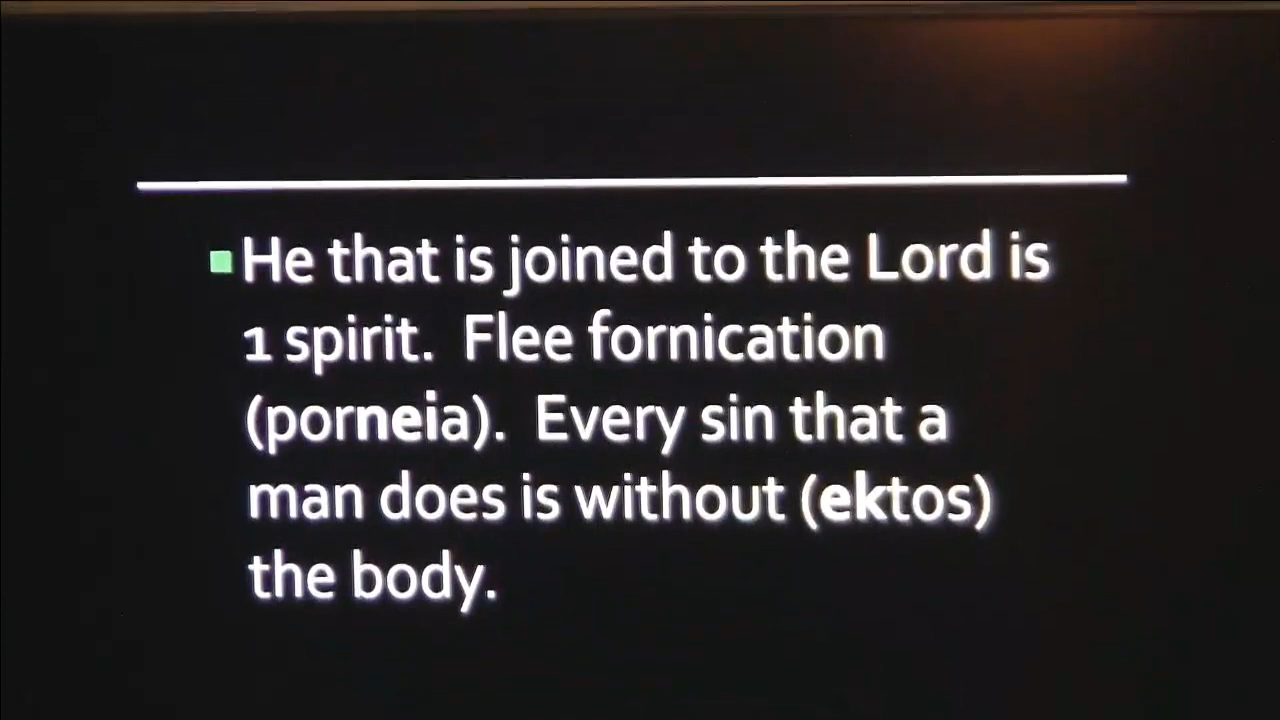 He that is joined to the Lord is
1 spirit.  Flee fornication
(porneia).  Every sin that a
man does is without (ektos)
the body.